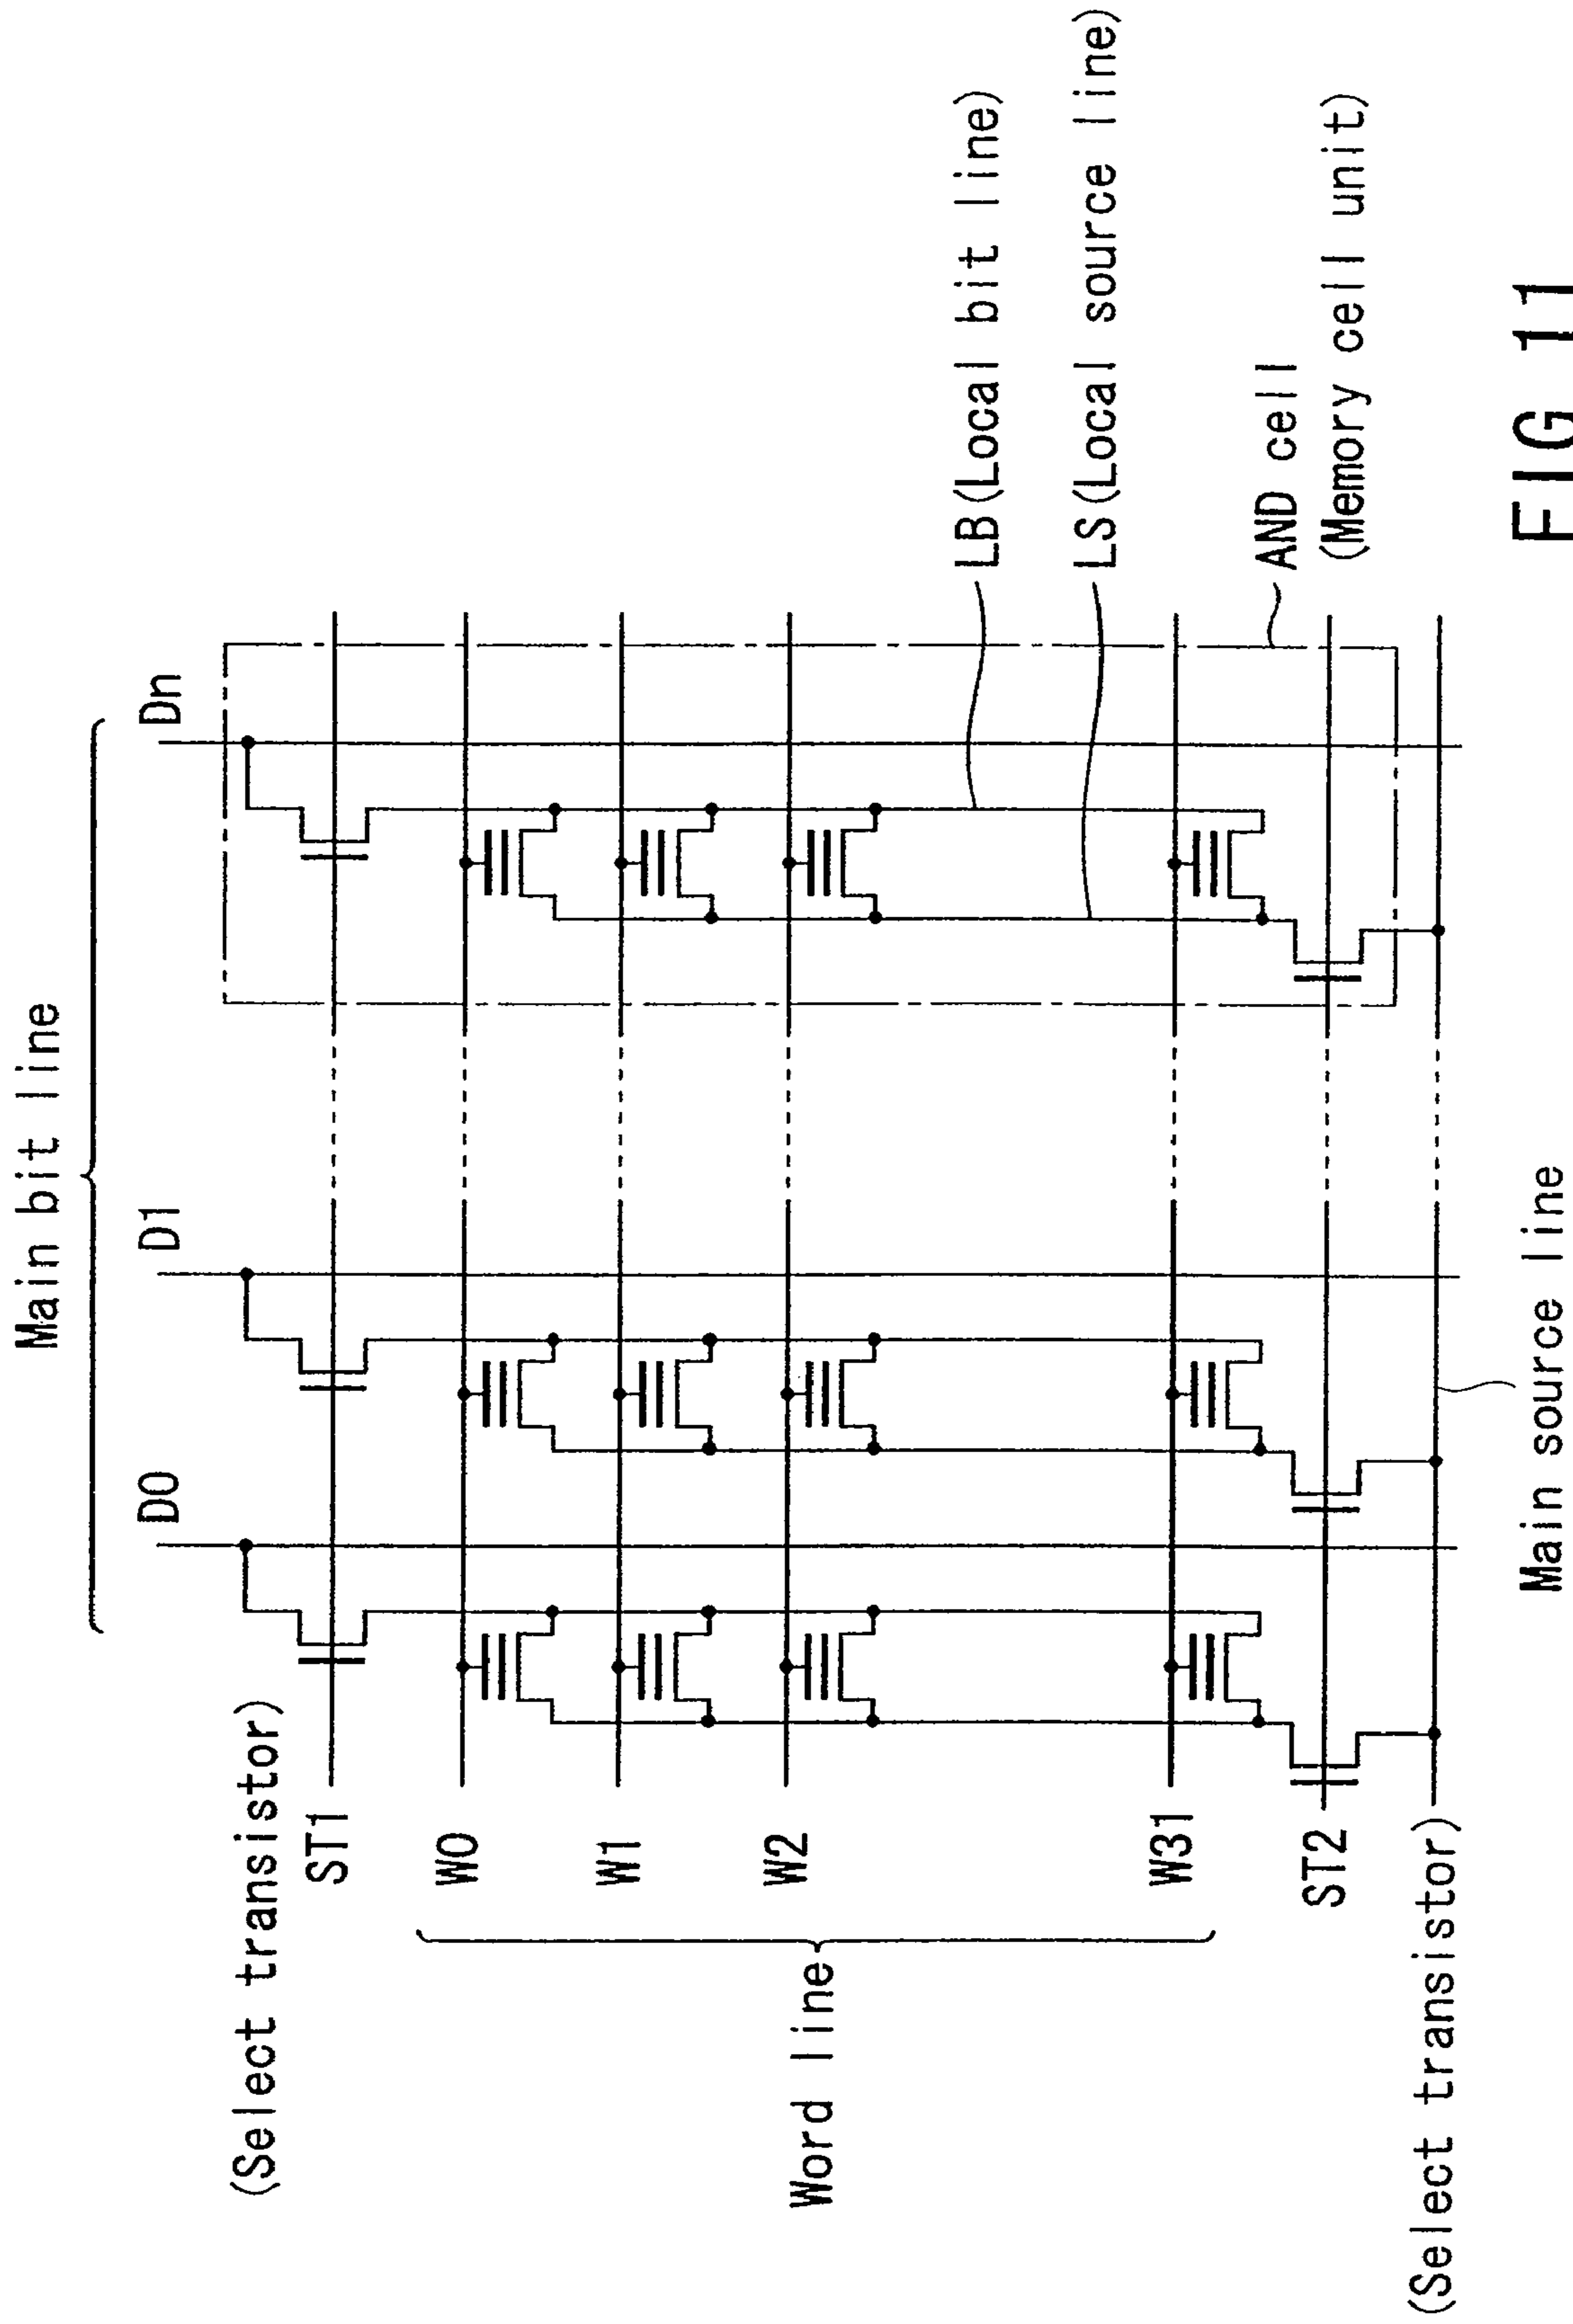 Main bit line
D0
D1
Dn
(Select transistor)
ST1
W0
W1
W2
W31
Word line
ST2
(Select transistor)
LB(Local bit line)
LS(Local source line)
AND cell
(Memory cell unit)
Main source line
FIG 11